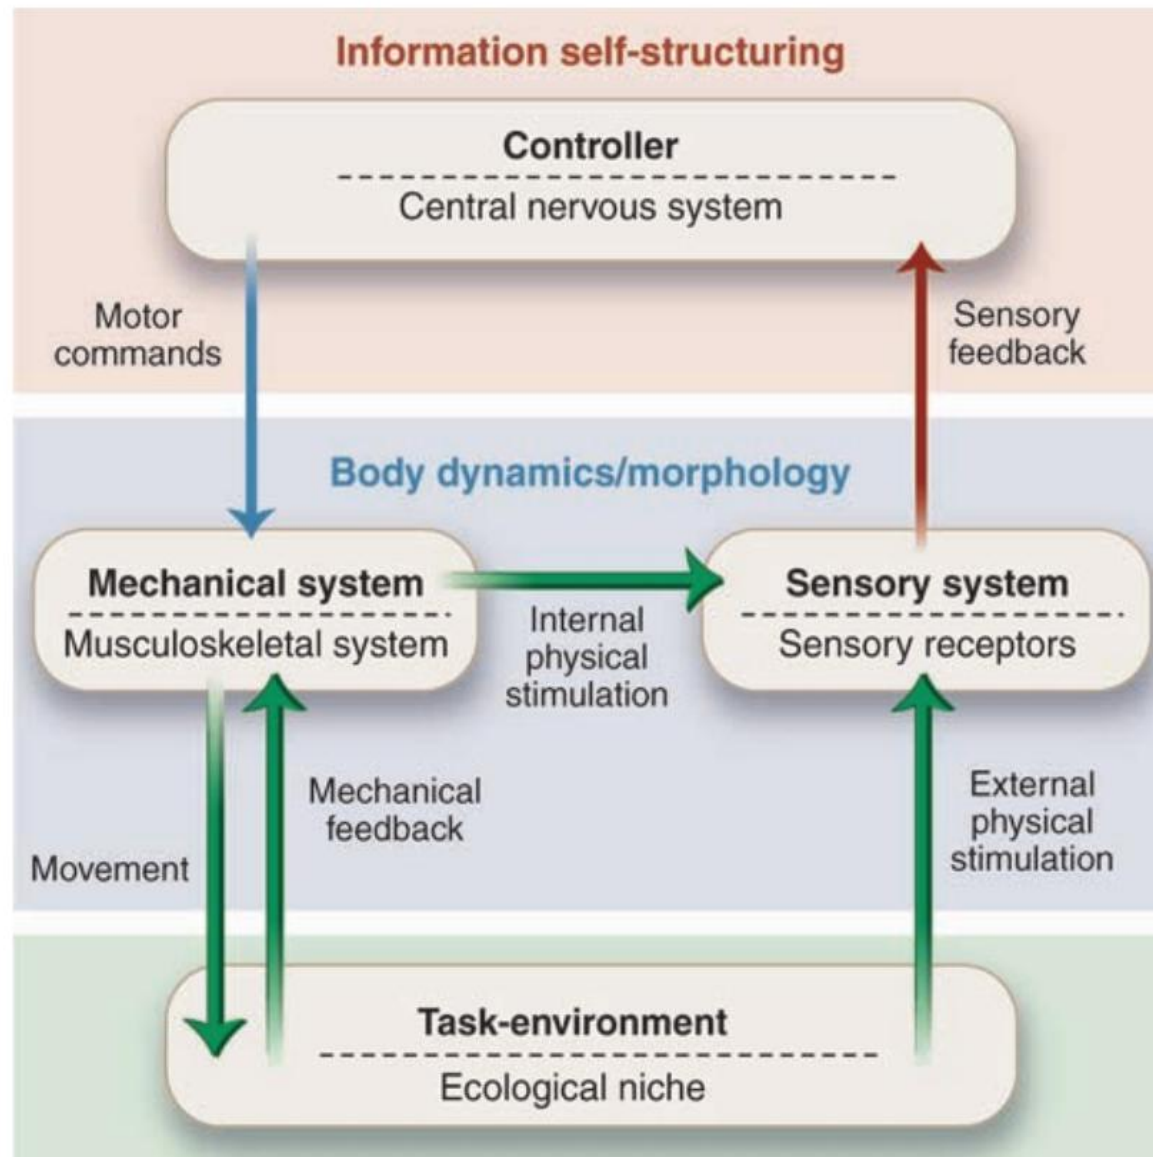 Information self-structuring
Controller
Central nervous system
Motor
commands
Sensory
feedback
Body dynamics/morphology
Mechanical system
Musculoskeletal system
Internal
physical
stimulation
Sensory system
Sensory receptors
Movement
Mechanical
feedback
External
physical
stimulation
Task-environment
Ecological niche